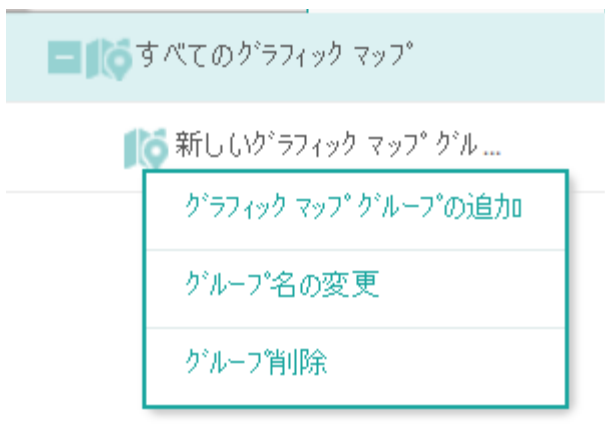 すべてのグラフィック マップ
新しいグラフィック マップ グル...
グラフィック マップ グループの追加
グループ名の変更
グループ削除